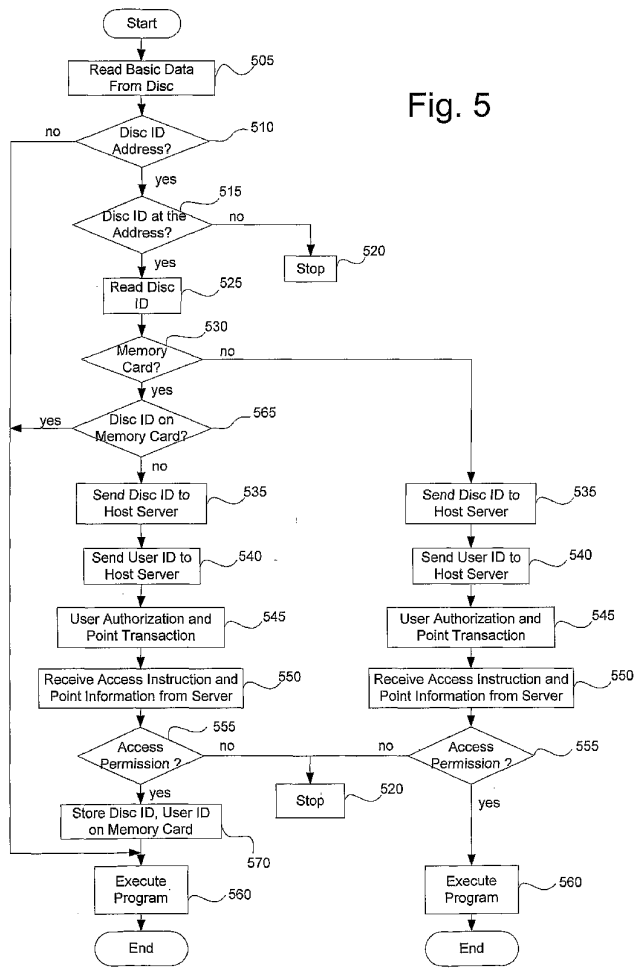 Start
Read Basic Data
From Disc
505
Fig. 5
no
Disc ID
Address?
510
yes
515
Disc ID at the
Address?
no
yes
Stop
520
Read Disc
ID
525
530
Memory
Card?
no
yes
yes
Disc ID on
Memory Card?
565
no
Send Disc ID to
Host Server
535
Send Disc ID to
Host Server
535
Send User ID to
Host Server
540
Send User ID to
Host Server
540
User Authorization and
Point Transaction
545
User Authorization and
Point Transaction
545
Receive Access Instruction and
Point Information from Server
550
Receive Access Instruction and
Point Information from Server
550
555
Access
Permission ?
no
no
Access
Permission ?
555
yes
Stop
520
yes
Store Disc ID, User ID
on Memory Card
570
Execute
Program
560
Execute
Program
560
End
End